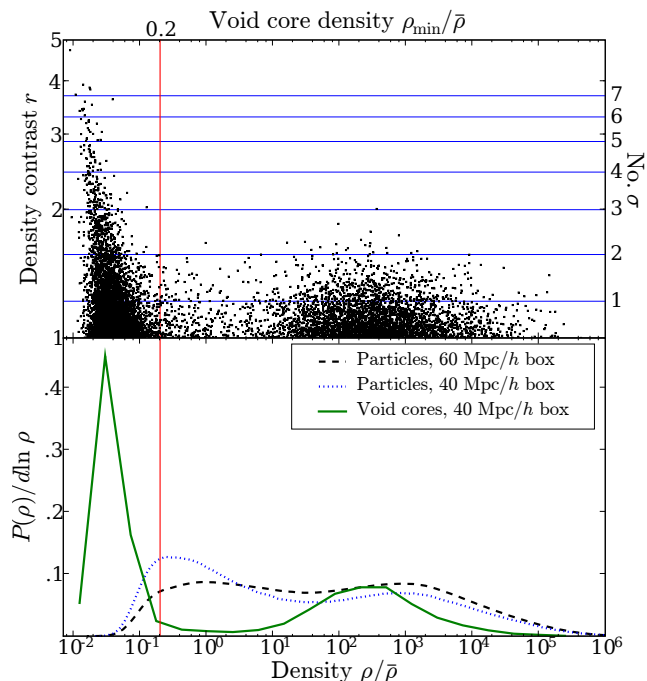 Void core density ρ_min/ρ̄
0.2
5
4
3
2
1
Density contrast r
7
6
5
4
3
2
1
No. σ
Particles, 60 Mpc/h box
Particles, 40 Mpc/h box
Void cores, 40 Mpc/h box
.4
.3
.2
.1
P(ρ)/dln ρ
10^-2 10^-1 10^0 10^1 10^2 10^3 10^4 10^5 10^6
Density ρ/ρ̄